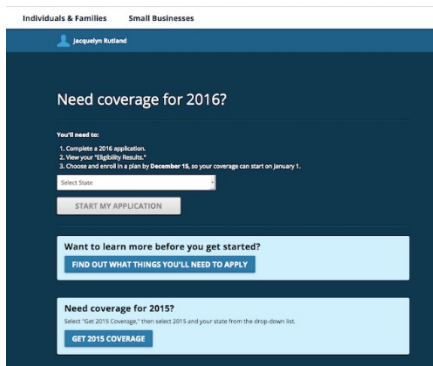 Individuals & Families Small Businesses
Jacquelyn Rutland
Need coverage for 2016?
You'll need to:
1. Complete a 2016 application.
2. View your "Eligibility Results."
3. Choose and enroll in a plan by December 15, so your coverage can start on January 1.
Select State
START MY APPLICATION
Want to learn more before you get started?
FIND OUT WHAT THINGS YOU'LL NEED TO APPLY
Need coverage for 2015?
Select "Get 2015 Coverage," then select 2015 and your state from the drop-down list.
GET 2015 COVERAGE